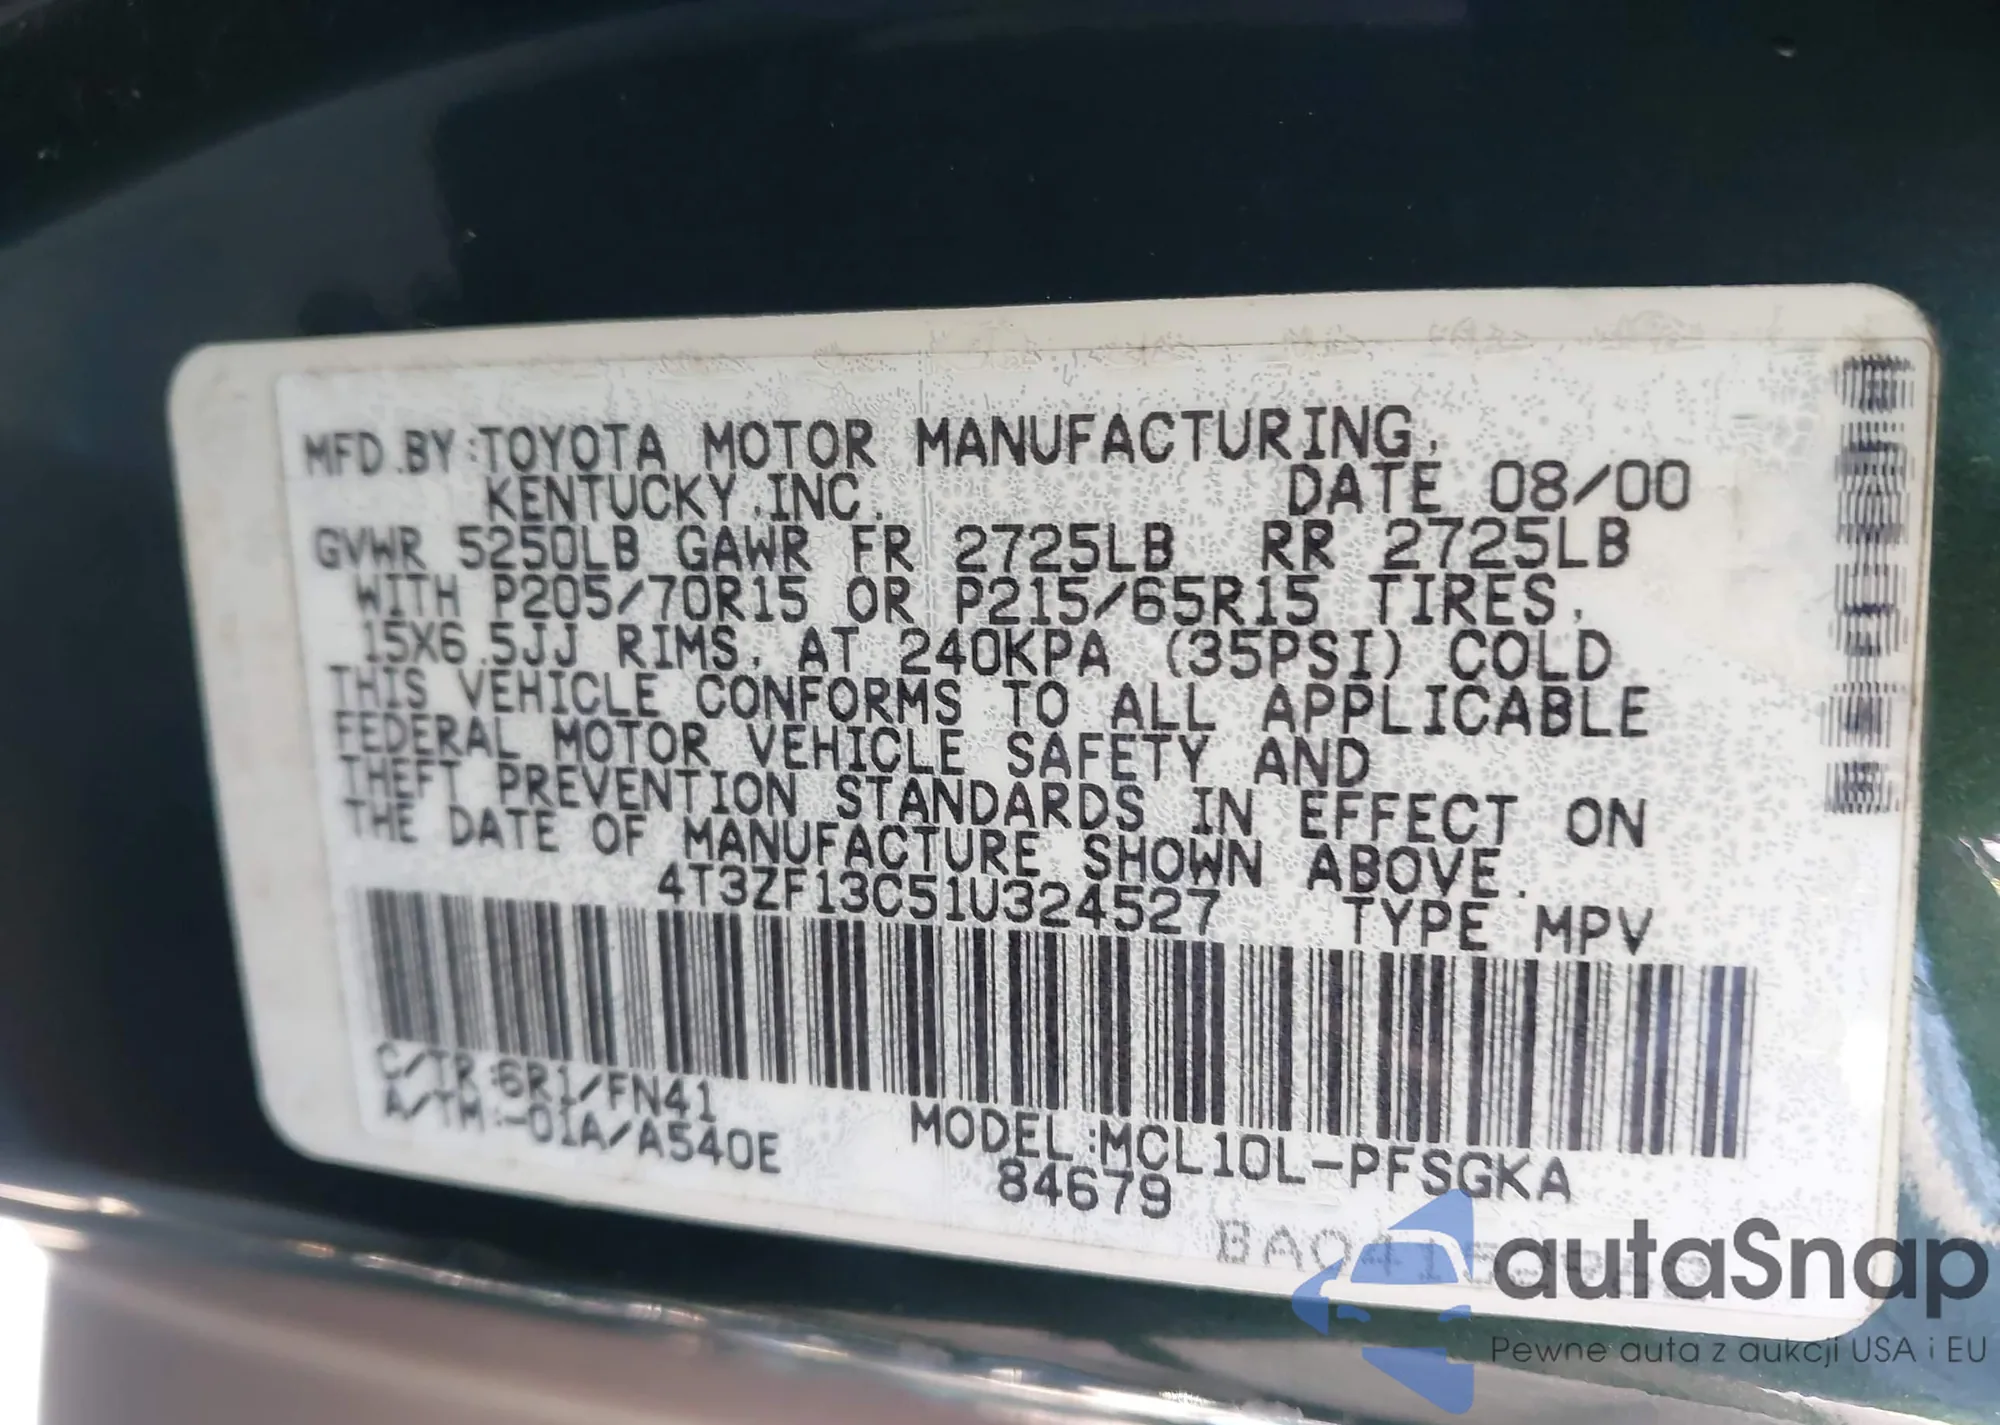 MFD.BY:TOYOTA MOTOR MANUFACTURING,
KENTUCKY,INC. DATE 08/00
GVWR 5250LB GAWR FR 2725LB RR 2725LB
WITH P205/70R15 OR P215/65R15 TIRES,
15X6.5JJ RIMS, AT 240KPA (35PSI) COLD
THIS VEHICLE CONFORMS TO ALL APPLICABLE
FEDERAL MOTOR VEHICLE SAFETY AND
THEFT PREVENTION STANDARDS IN EFFECT ON
THE DATE OF MANUFACTURE SHOWN ABOVE.
4T3ZF13C51U324527 TYPE MPV
C/TR:6R1/FN41
A/TM:-01A/A540E
MODEL:MCL10L-PFSGKA
84679
autaSnap
Pewne auta z aukcji USA i EU